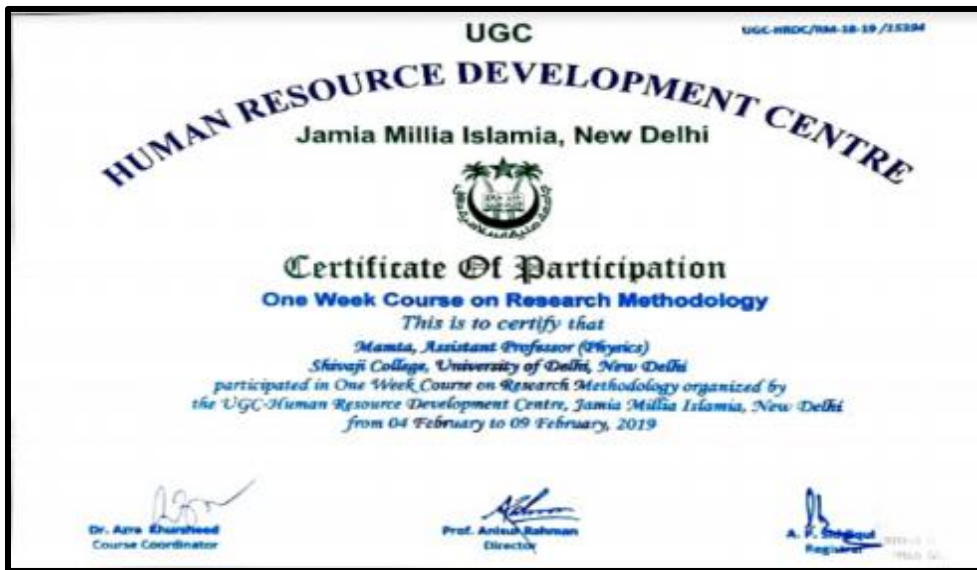 UGC
UGC-HRDC/RM-18-19/15394
HUMAN RESOURCE DEVELOPMENT CENTRE
Jamia Millia Islamia, New Delhi
Certificate Of Participation
One Week Course on Research Methodology
This is to certify that
Mamta, Assistant Professor (Physics)
Shivaji College, University of Delhi, New Delhi
participated in One Week Course on Research Methodology organized by
the UGC-Human Resource Development Centre, Jamia Millia Islamia, New Delhi
from 04 February to 09 February, 2019
Dr. Azra Khursheed
Course Coordinator
Prof. Anisur Rahman
Director
A. P. Siddiqui
Registrar